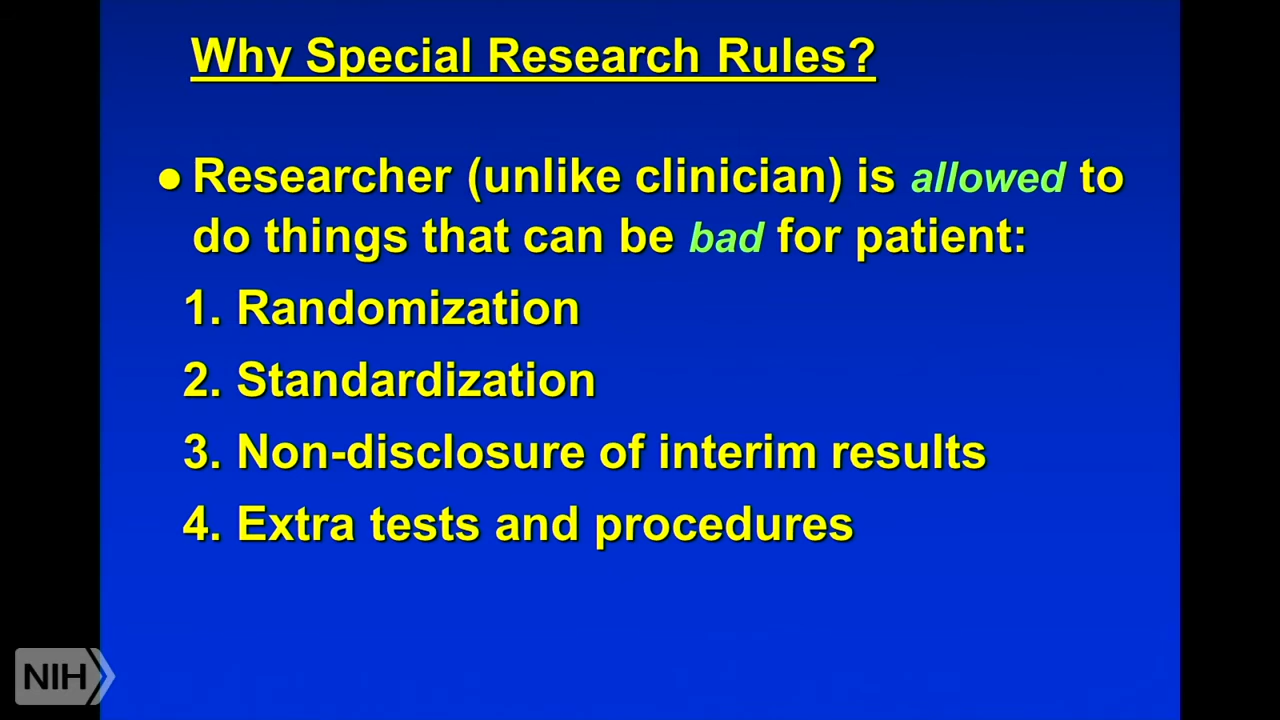 Why Special Research Rules?
● Researcher (unlike clinician) is allowed to
do things that can be bad for patient:
1. Randomization
2. Standardization
3. Non-disclosure of interim results
4. Extra tests and procedures
NIH